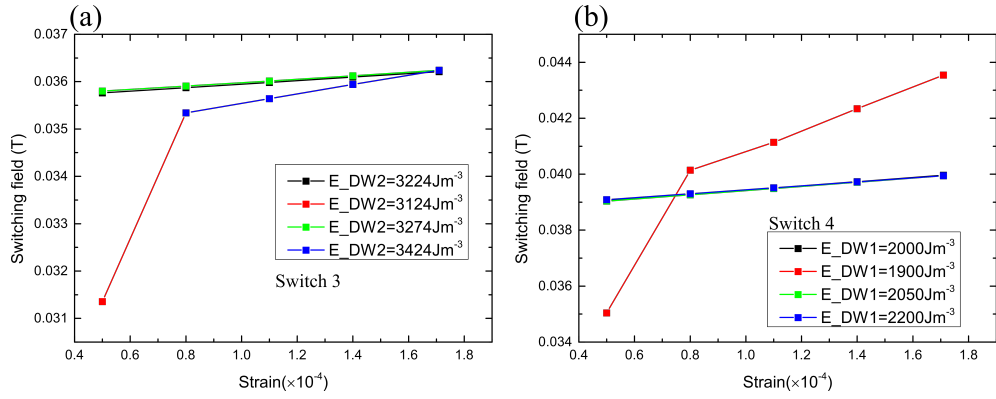 (a)
0.037
0.036
0.035
0.034
0.033
0.032
0.031
Switching field (T)
E_DW2=3224Jm⁻³
E_DW2=3124Jm⁻³
E_DW2=3274Jm⁻³
E_DW2=3424Jm⁻³
Switch 3
0.4 0.6 0.8 1.0 1.2 1.4 1.6 1.8
Strain(×10⁻⁴)
(b)
0.044
0.042
0.040
0.038
0.036
0.034
Switching field (T)
Switch 4
E_DW1=2000Jm⁻³
E_DW1=1900Jm⁻³
E_DW1=2050Jm⁻³
E_DW1=2200Jm⁻³
0.4 0.6 0.8 1.0 1.2 1.4 1.6 1.8
Strain(×10⁻⁴)